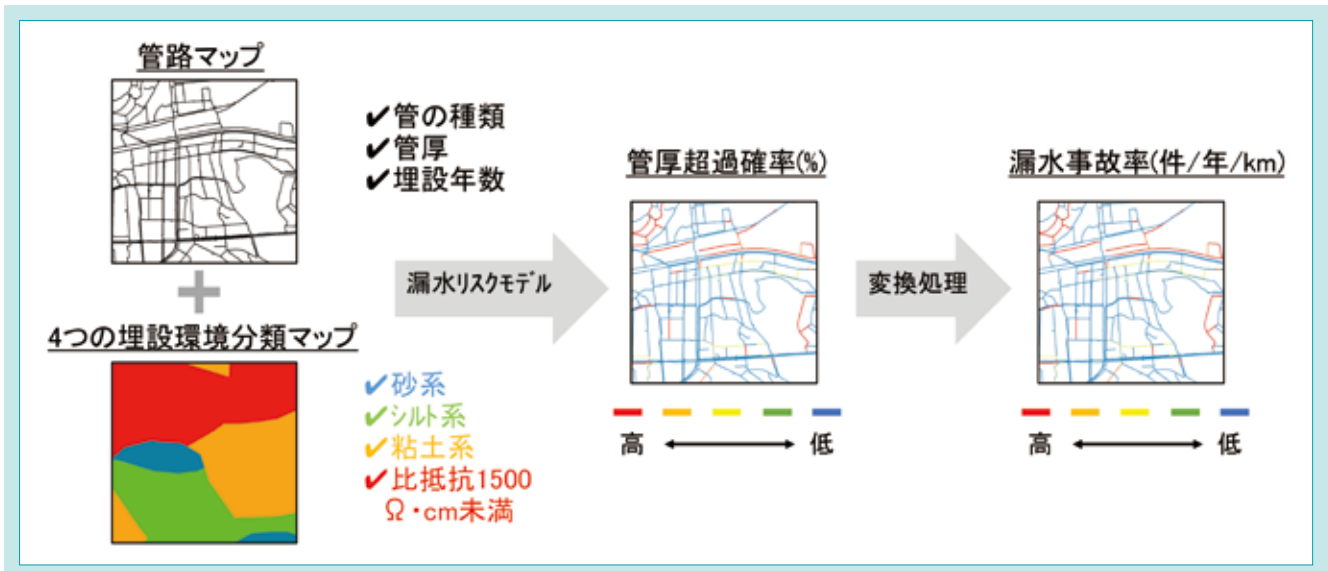 管路マップ
✔管の種類
✔管厚
✔埋設年数
4つの埋設環境分類マップ
✔砂系
✔シルト系
✔粘土系
✔比抵抗1500
Ω・cm未満
漏水リスクモデル
管厚超過確率(%)
高
低
変換処理
漏水事故率(件/年/km)
高
低